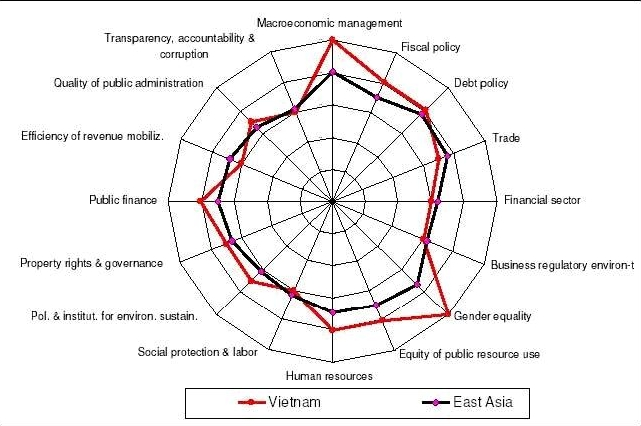 Macroeconomic management
Transparency, accountability &
corruption
Fiscal policy
Quality of public administration
Debt policy
Efficiency of revenue mobiliz.
Trade
Public finance
Financial sector
Property rights & governance
Business regulatory environ-t
Pol. & institut. for environ. sustain.
Gender equality
Social protection & labor
Equity of public resource use
Human resources
Vietnam
East Asia